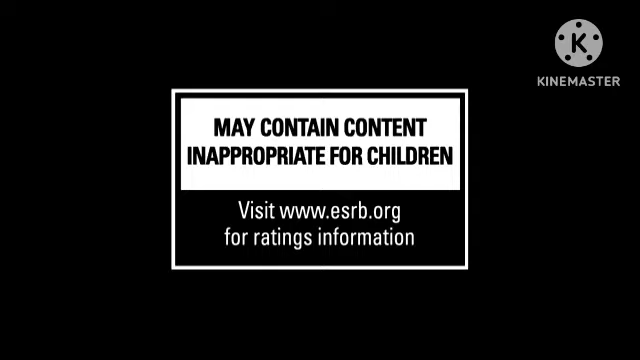 K
KINEMASTER
MAY CONTAIN CONTENT
INAPPROPRIATE FOR CHILDREN
Visit www.esrb.org
for ratings information